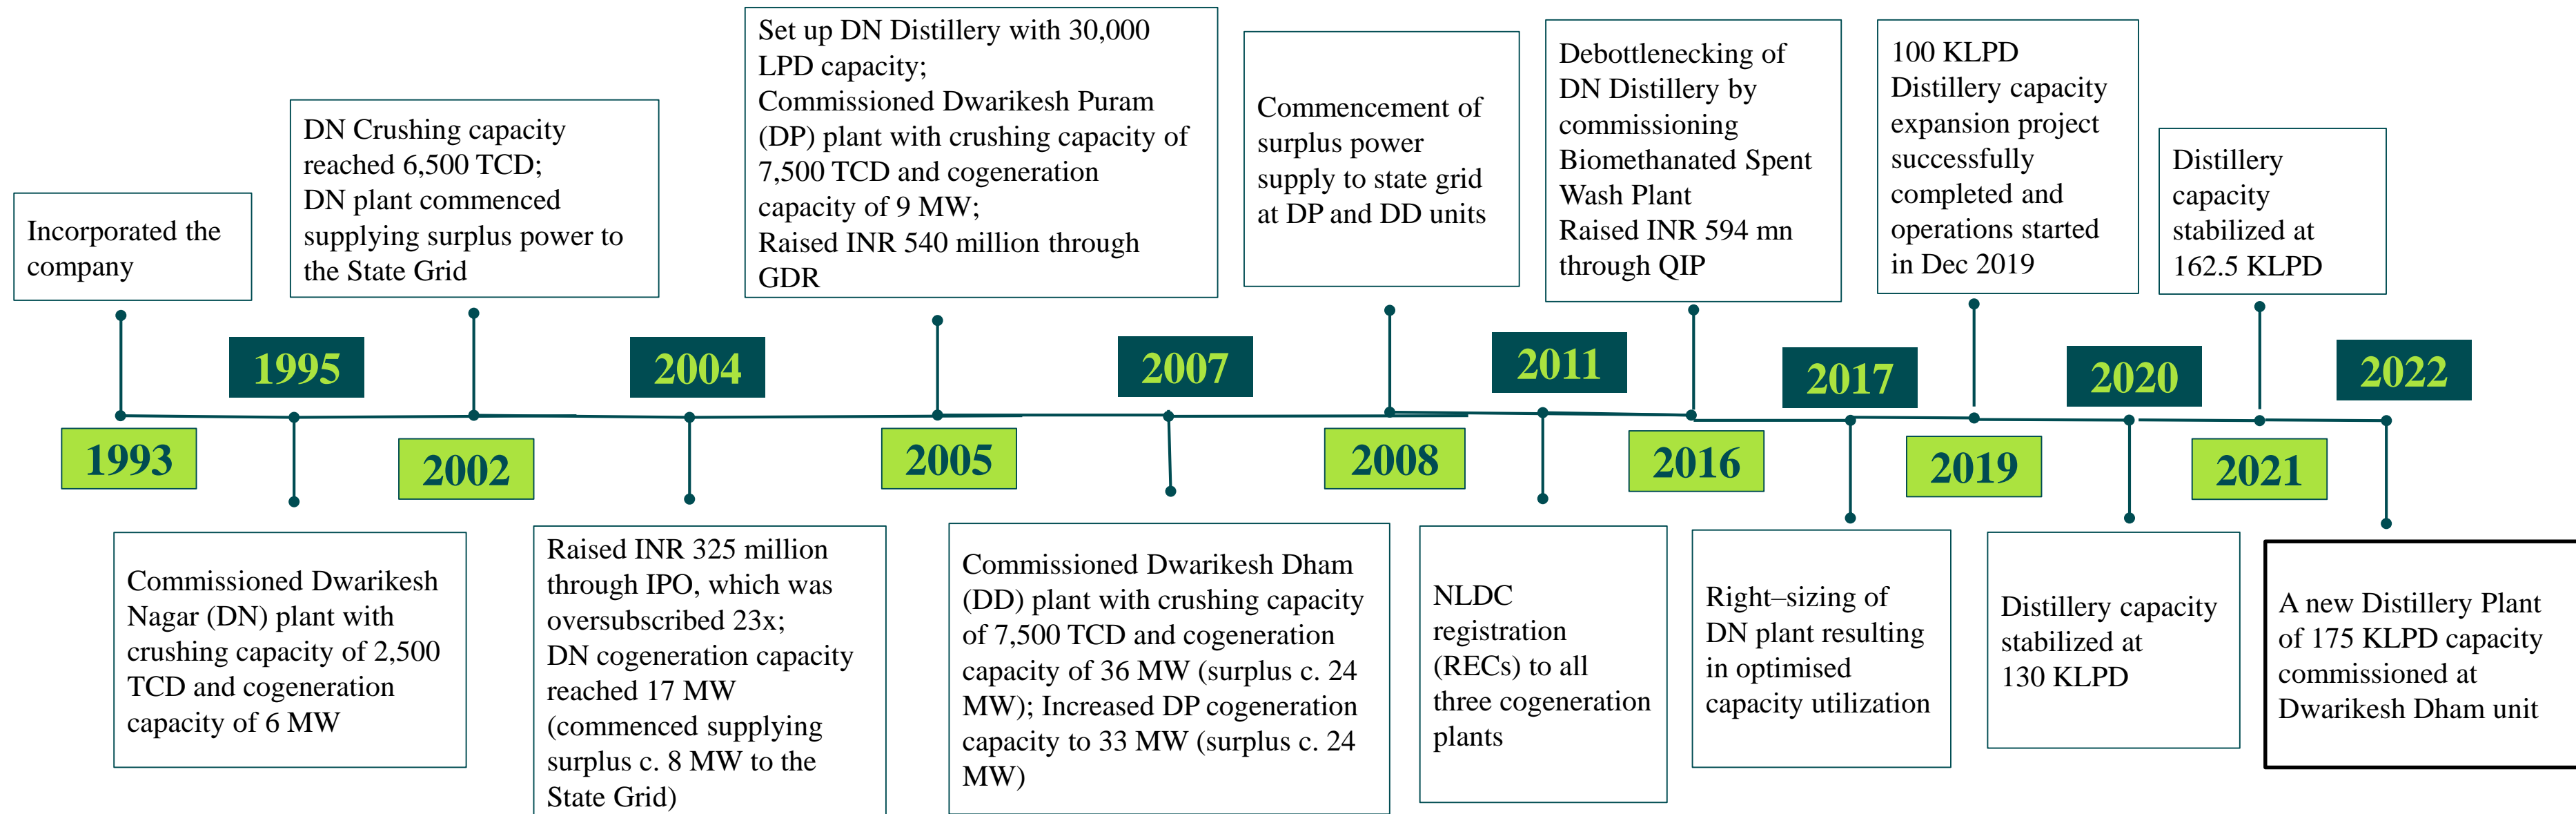 Incorporated the
company
DN Crushing capacity
reached 6,500 TCD;
DN plant commenced
supplying surplus power to
the State Grid
Set up DN Distillery with 30,000
LPD capacity;
Commissioned Dwarikesh Puram
(DP) plant with crushing capacity of
7,500 TCD and cogeneration
capacity of 9 MW;
Raised INR 540 million through
GDR
Commencement of
surplus power
supply to state grid
at DP and DD units
Debottlenecking of
DN Distillery by
commissioning
Biomethanated Spent
Wash Plant
Raised INR 594 mn
through QIP
100 KLPD
Distillery capacity
expansion project
successfully
completed and
operations started
in Dec 2019
Distillery
capacity
stabilized at
162.5 KLPD
1995
2004
2007
2011
2017
2020
2022
1993
2002
2005
2008
2016
2019
2021
Commissioned Dwarikesh
Nagar (DN) plant with
crushing capacity of 2,500
TCD and cogeneration
capacity of 6 MW
Raised INR 325 million
through IPO, which was
oversubscribed 23x;
DN cogeneration capacity
reached 17 MW
(commenced supplying
surplus c. 8 MW to the
State Grid)
Commissioned Dwarikesh Dham
(DD) plant with crushing capacity
of 7,500 TCD and cogeneration
capacity of 36 MW (surplus c. 24
MW); Increased DP cogeneration
capacity to 33 MW (surplus c. 24
MW)
NLDC
registration
(RECs) to all
three cogeneration
plants
Right–sizing of
DN plant resulting
in optimised
capacity utilization
Distillery capacity
stabilized at
130 KLPD
A new Distillery Plant
of 175 KLPD capacity
commissioned at
Dwarikesh Dham unit